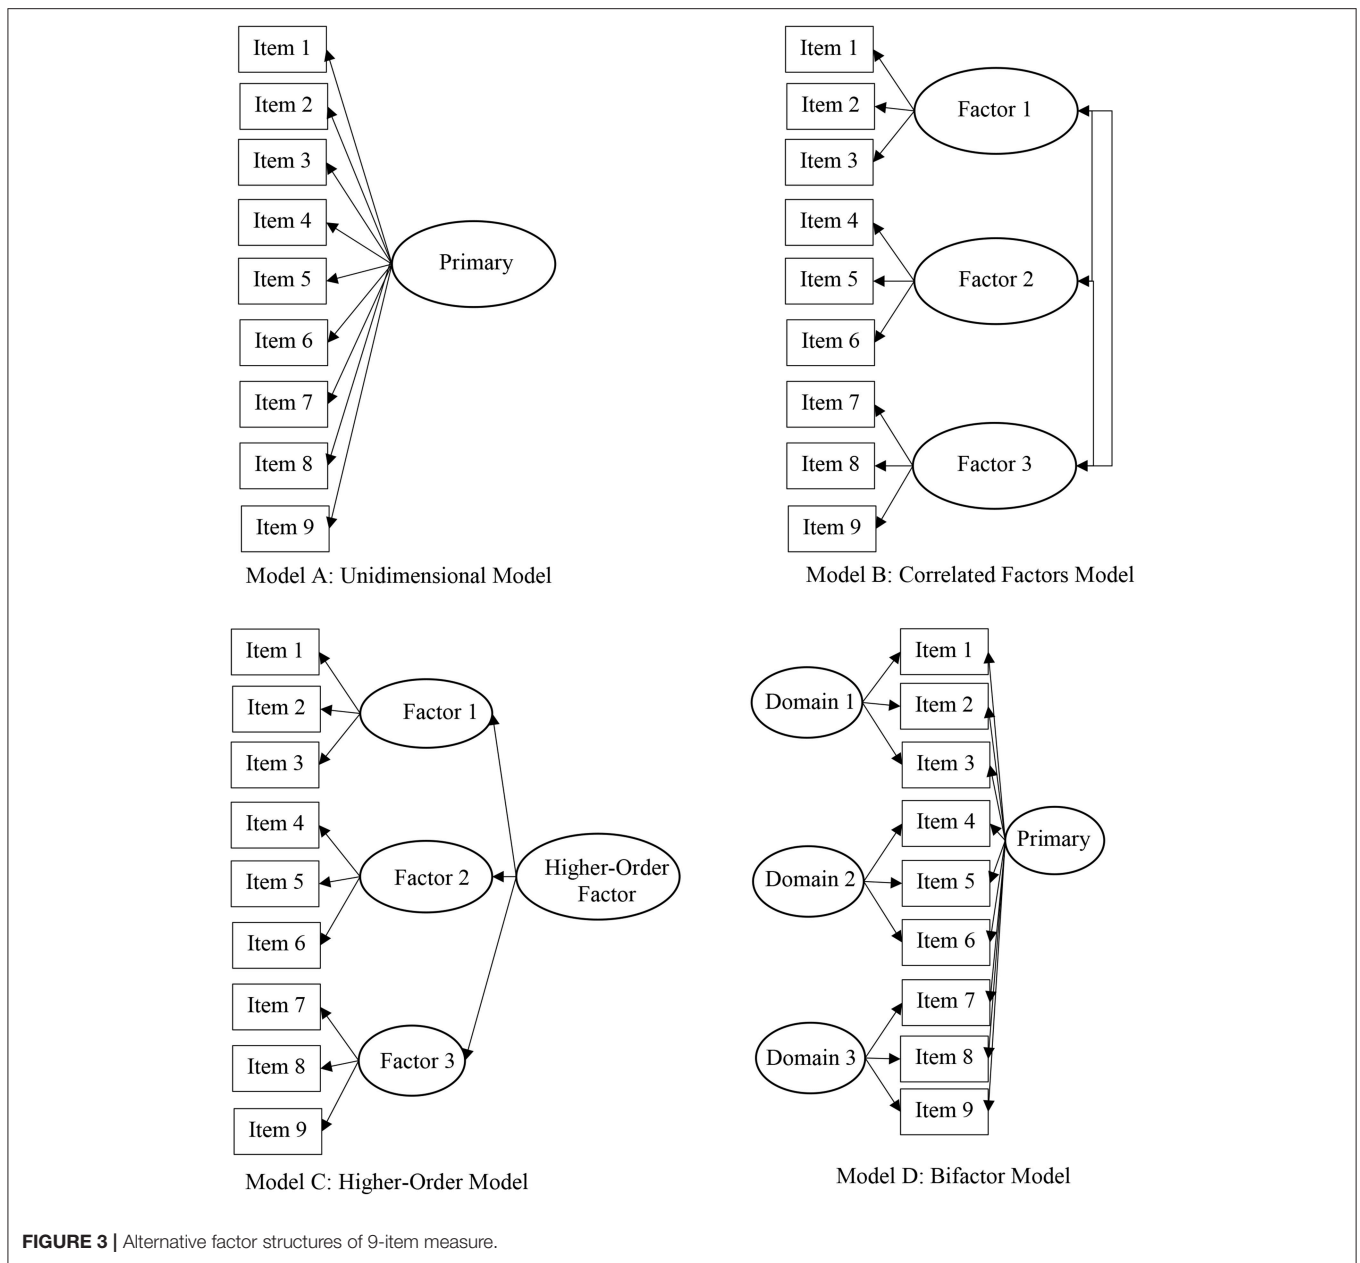 Item 1
Item 2
Item 3
Item 4
Item 5
Item 6
Item 7
Item 8
Item 9
Primary
Model A: Unidimensional Model
Item 1
Item 2
Item 3
Item 4
Item 5
Item 6
Item 7
Item 8
Item 9
Factor 1
Factor 2
Factor 3
Model B: Correlated Factors Model
Item 1
Item 2
Item 3
Item 4
Item 5
Item 6
Item 7
Item 8
Item 9
Factor 1
Factor 2
Factor 3
Higher-Order
Factor
Model C: Higher-Order Model
Domain 1
Domain 2
Domain 3
Item 1
Item 2
Item 3
Item 4
Item 5
Item 6
Item 7
Item 8
Item 9
Primary
Model D: Bifactor Model
FIGURE 3 | Alternative factor structures of 9-item measure.